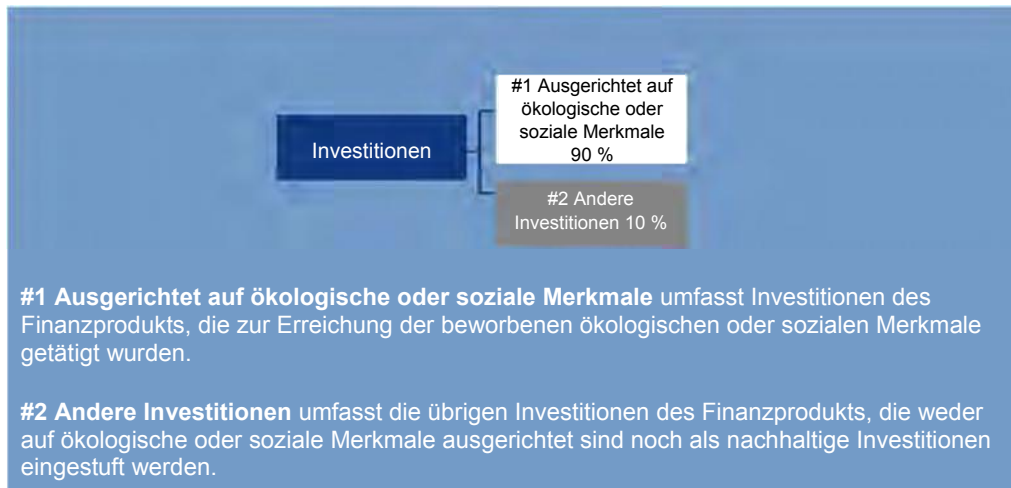 Investitionen
#1 Ausgerichtet auf
ökologische oder
soziale Merkmale
90 %
#2 Andere
Investitionen 10 %
#1 Ausgerichtet auf ökologische oder soziale Merkmale umfasst Investitionen des
Finanzprodukts, die zur Erreichung der beworbenen ökologischen oder sozialen Merkmale
getätigt wurden.
#2 Andere Investitionen umfasst die übrigen Investitionen des Finanzprodukts, die weder
auf ökologische oder soziale Merkmale ausgerichtet sind noch als nachhaltige Investitionen
eingestuft werden.